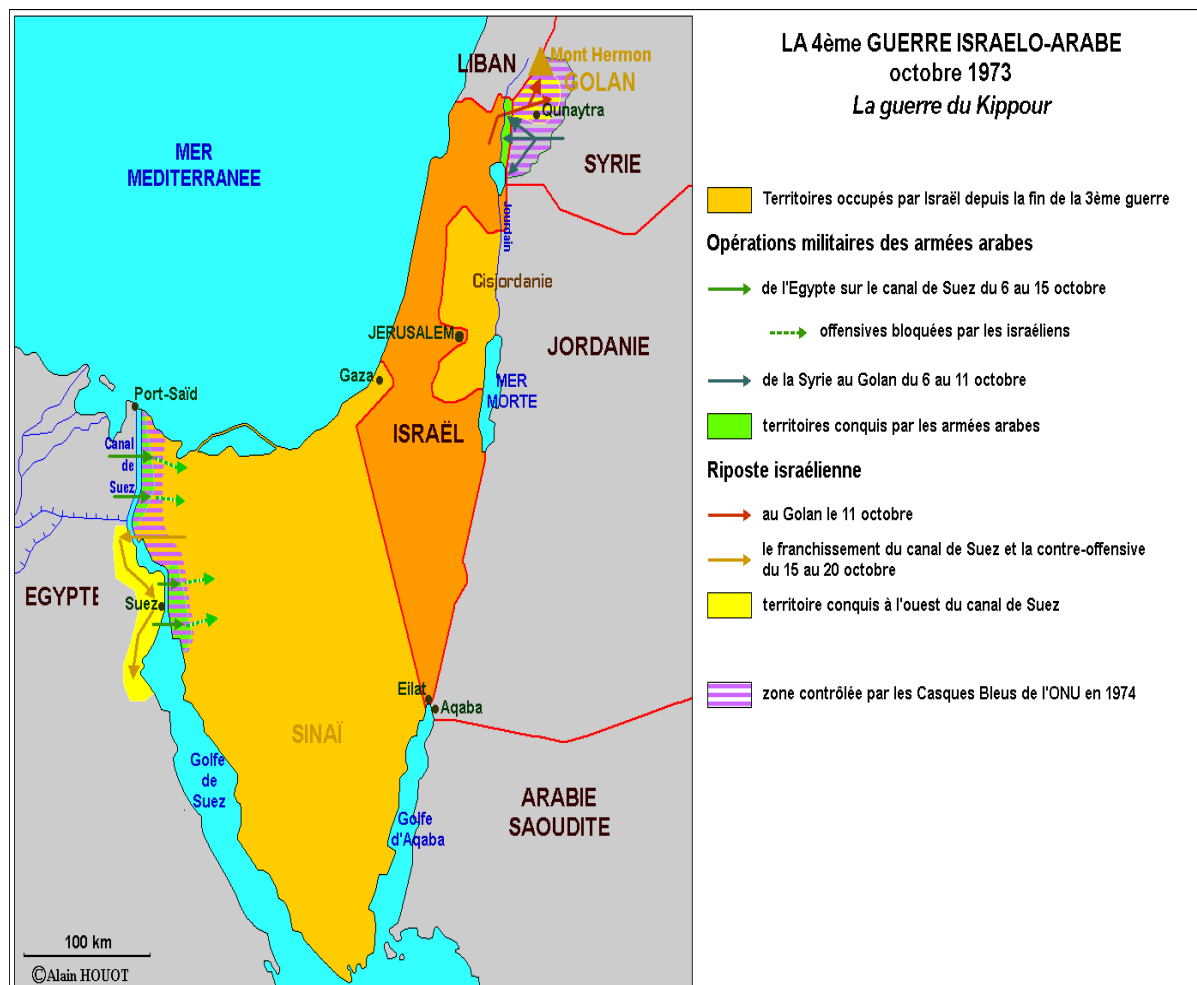 LA 4ème GUERRE ISRAELO-ARABE
octobre 1973
La guerre du Kippour
Territoires occupés par Israël depuis la fin de la 3ème guerre
Opérations militaires des armées arabes
de l'Egypte sur le canal de Suez du 6 au 15 octobre
offensives bloquées par les israéliens
de la Syrie au Golan du 6 au 11 octobre
territoires conquis par les armées arabes
Riposte israélienne
au Golan le 11 octobre
le franchissement du canal de Suez et la contre-offensive
du 15 au 20 octobre
territoire conquis à l'ouest du canal de Suez
zone contrôlée par les Casques Bleus de l'ONU en 1974
LIBAN
Mont Hermon
GOLAN
Qunaytra
SYRIE
MER
MEDITERRANEE
Jourdain
Cisjordanie
JERUSALEM
JORDANIE
Gaza
MER
MORTE
Port-Saïd
ISRAËL
Canal
de
Suez
EGYPTE
Suez
Eilat
Aqaba
SINAÏ
Golfe
de
Suez
Golfe
d'Aqaba
ARABIE
SAOUDITE
100 km
©Alain HOUOT